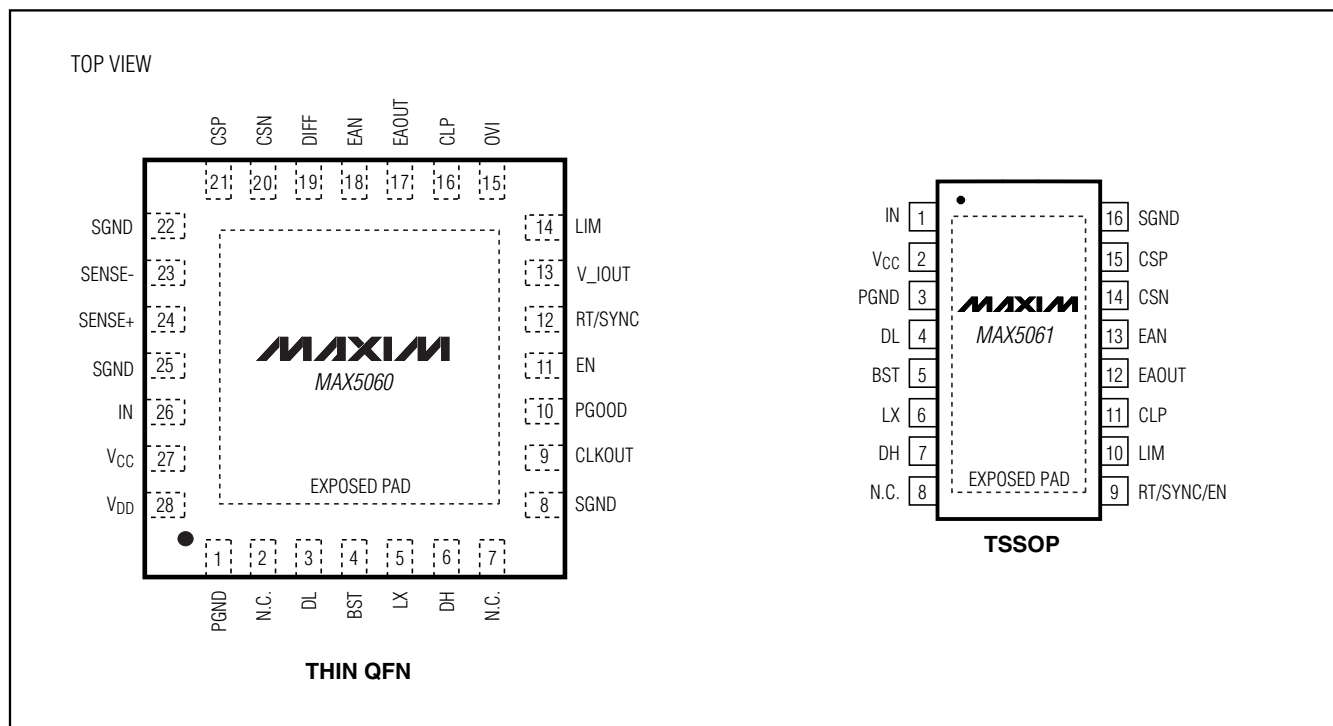 TOP VIEW
CSP CSN DIFF EAN EAOUT CLP OVI
21 20 19 18 17 16 15
SGND 22
SENSE- 23
SENSE+ 24
SGND 25
IN 26
VCC 27
VDD 28
14 LIM
13 V_IOUT
12 RT/SYNC
11 EN
10 PGOOD
9 CLKOUT
8 SGND
MAXIM
MAX5060
EXPOSED PAD
1 2 3 4 5 6 7
PGND N.C. DL BST LX DH N.C.
THIN QFN
IN 1
VCC 2
PGND 3
DL 4
BST 5
LX 6
DH 7
N.C. 8
16 SGND
15 CSP
14 CSN
13 EAN
12 EAOUT
11 CLP
10 LIM
9 RT/SYNC/EN
MAXIM
MAX5061
EXPOSED PAD
TSSOP